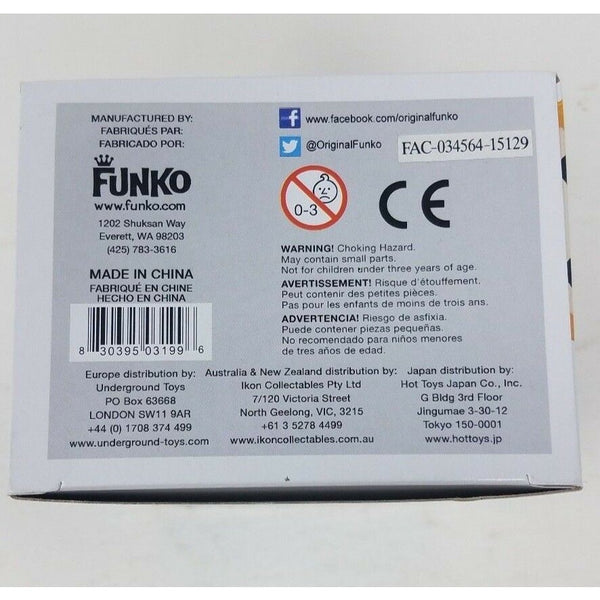 MANUFACTURED BY:
FABRIQUÉS PAR:
FABRICADO POR:
FUNKO
www.funko.com
1202 Shuksan Way
Everett, WA 98203
(425) 783-3616
MADE IN CHINA
FABRIQUÉ EN CHINE
HECHO EN CHINA
8 30395 03199 6
www.facebook.com/originalfunko
@OriginalFunko
FAC-034564-15129
0-3
CE
WARNING! Choking Hazard.
May contain small parts.
Not for children under three years of age.
AVERTISSEMENT! Risque d'étouffement.
Peut contenir des petites pièces.
Pas pour les enfants de moins de trois ans.
ADVERTENCIA! Riesgo de asfixia.
Puede contener piezas pequeñas.
No recomendado para niños menores
de tres años de edad.
Europe distribution by:
Underground Toys
PO Box 63668
LONDON SW11 9AR
+44 (0) 1708 374 499
www.underground-toys.com
Australia & New Zealand distribution by:
Ikon Collectables Pty Ltd
7/120 Victoria Street
North Geelong, VIC, 3215
+61 3 5278 4499
www.ikoncollectables.com.au
Japan distribution by:
Hot Toys Japan Co., Inc.
G Bldg 3rd Floor
Jingumae 3-30-12
Tokyo 150-0001
www.hottoys.jp